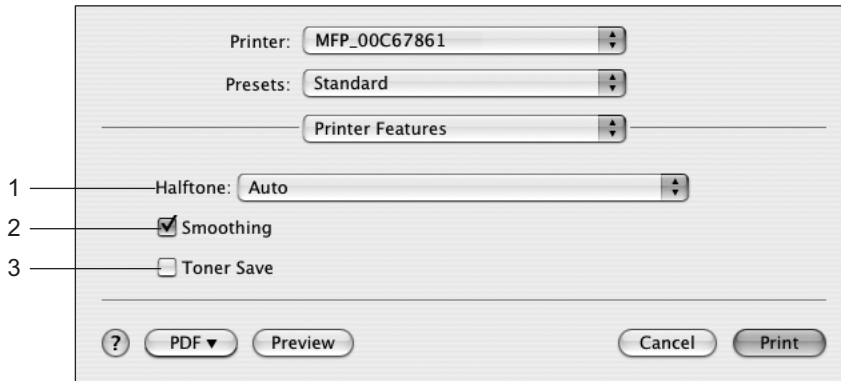 Printer: MFP_00C67861
Presets: Standard
Printer Features
1 Halftone: Auto
2 Smoothing
3 Toner Save
? PDF ▼ Preview Cancel Print